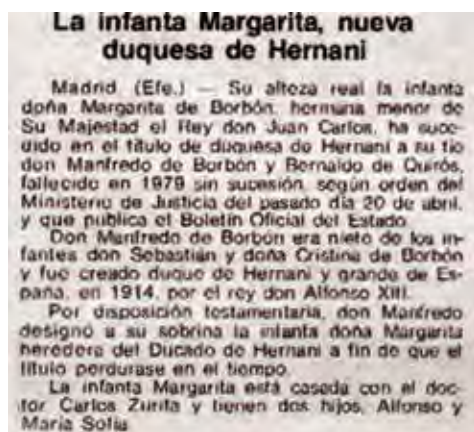 La infanta Margarita, nueva
duquesa de Hernani
Madrid. (Efe.) — Su alteza real la infanta
doña Margarita de Borbón, hermana menor de
Su Majestad el Rey don Juan Carlos, ha suce-
dido en el título de duquesa de Hernani a su tío
don Manfredo de Borbón y Bernaldo de Quirós,
fallecido en 1979 sin sucesión, según orden del
Ministerio de Justicia del pasado día 20 de abril,
y que publica el Boletín Oficial del Estado.
Don Manfredo de Borbón era nieto de los in-
fantes don Sebastián y doña Cristina de Borbón
y fue creado duque de Hernani y grande de Es-
paña, en 1914, por el rey don Alfonso XIII.
Por disposición testamentaria, don Manfredo
designó a su sobrina la infanta doña Margarita
heredera del Ducado de Hernani a fin de que el
título perdurase en el tiempo.
La infanta Margarita está casada con el doc-
tor Carlos Zurita y tienen dos hijos, Alfonso y
María Sofía